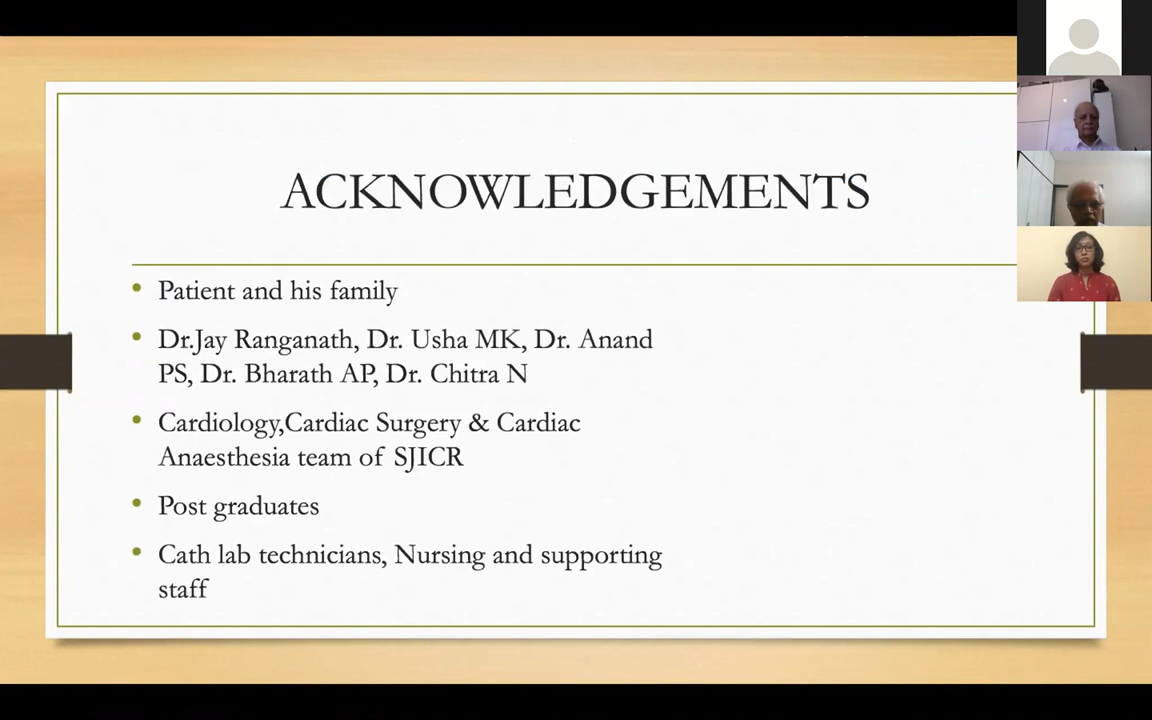 ACKNOWLEDGEMENTS
• Patient and his family
• Dr.Jay Ranganath, Dr. Usha MK, Dr. Anand
PS, Dr. Bharath AP, Dr. Chitra N
• Cardiology,Cardiac Surgery & Cardiac
Anaesthesia team of SJICR
• Post graduates
• Cath lab technicians, Nursing and supporting
staff